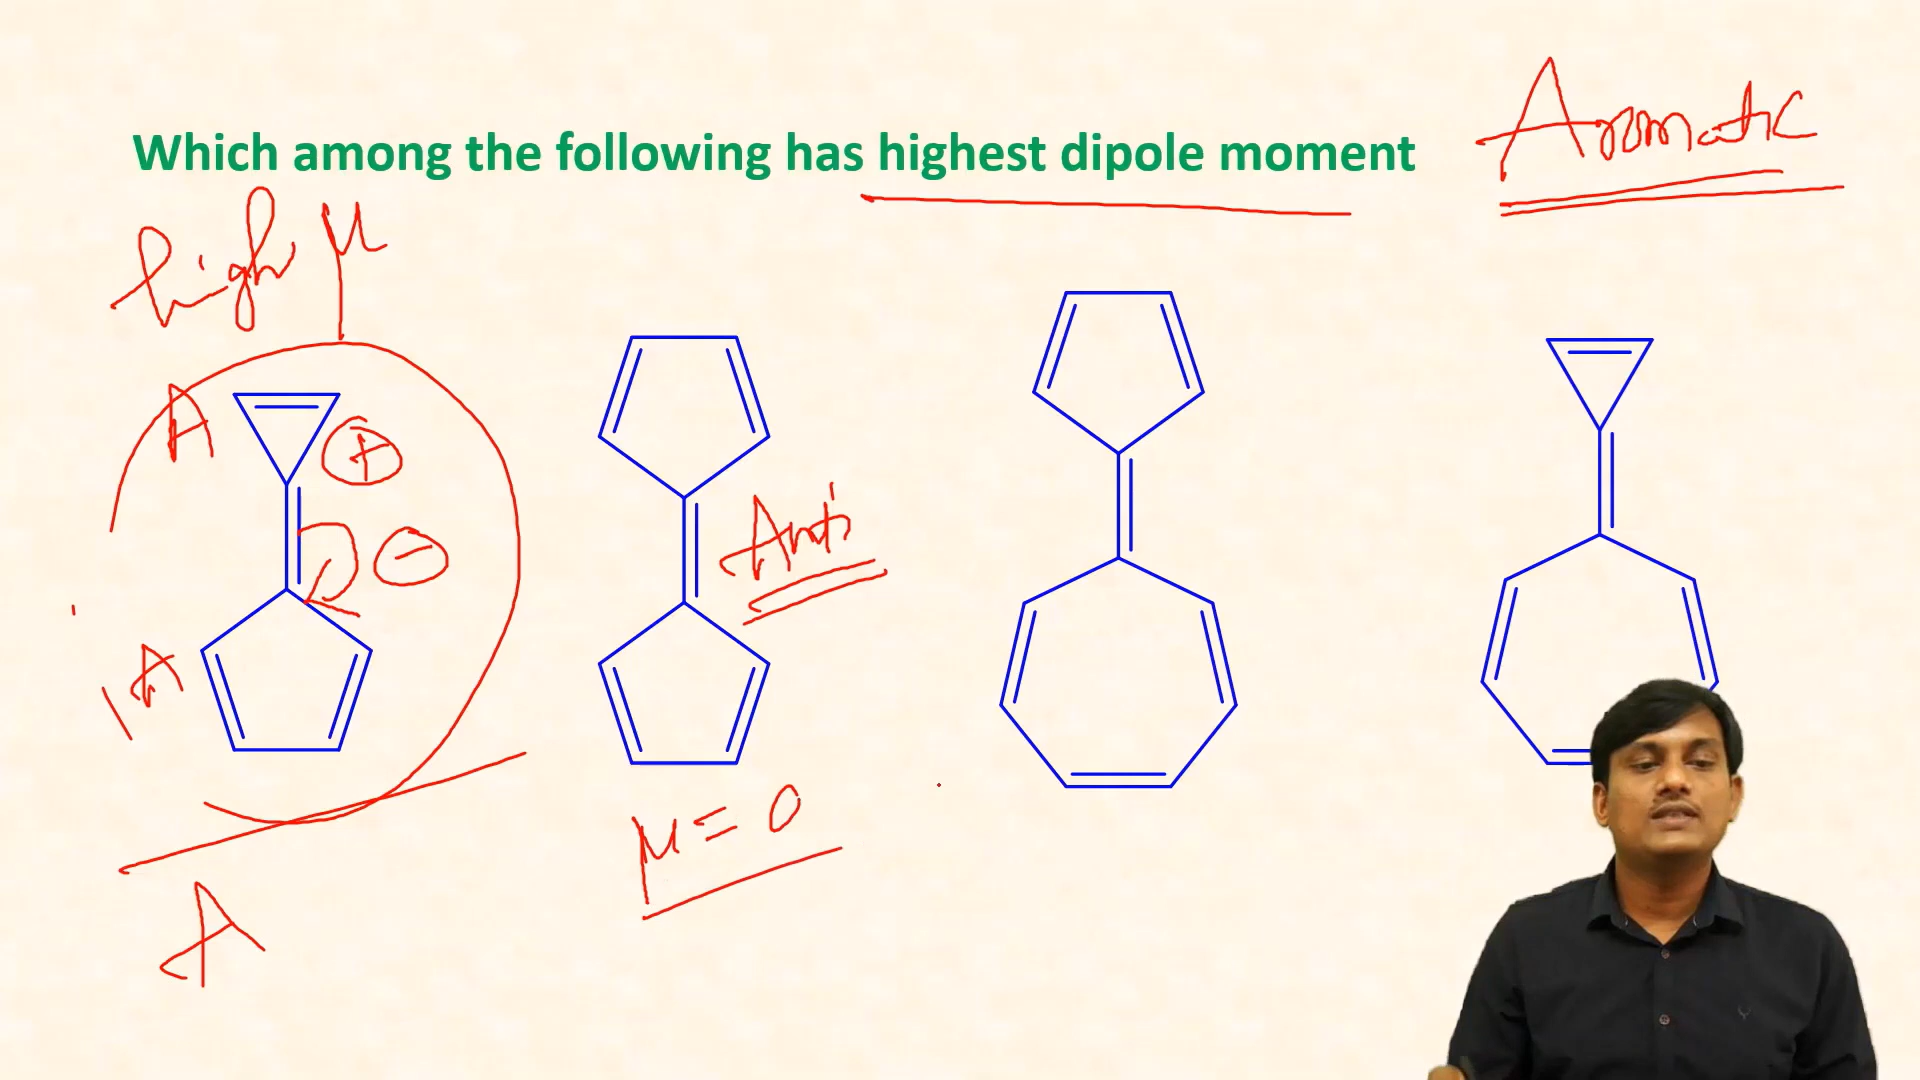 Which among the following has highest dipole moment
Aromatic
high μ
A
⊕
⊖
Anti
A
μ = 0
A